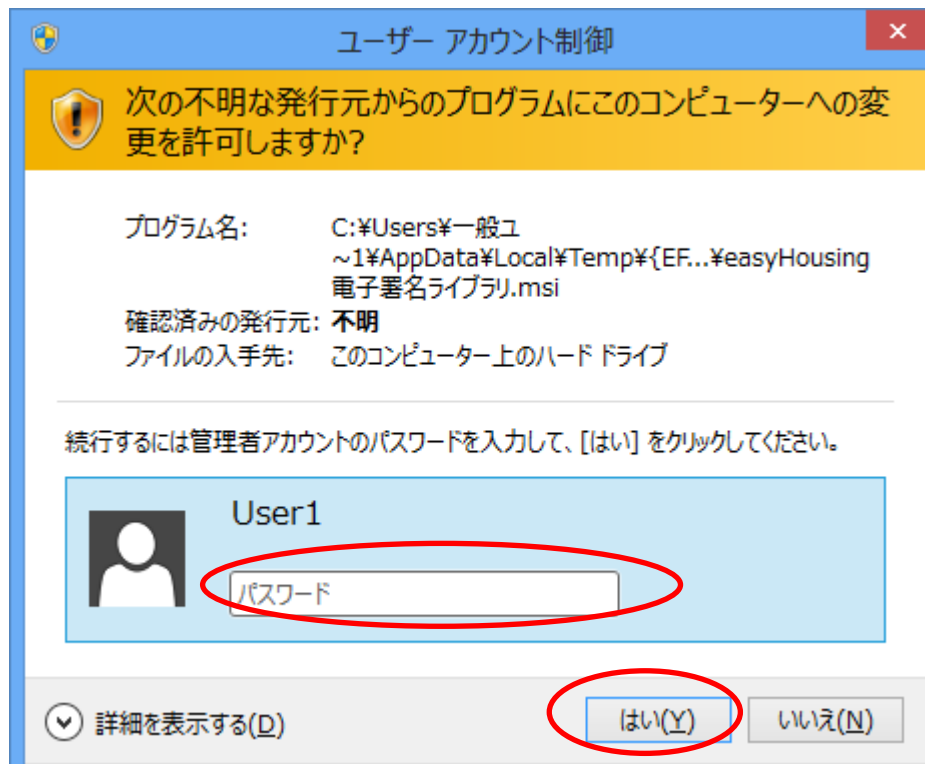 ユーザー アカウント制御
次の不明な発行元からのプログラムにこのコンピューターへの変
更を許可しますか?
プログラム名: C:¥Users¥一般ユ
~1¥AppData¥Local¥Temp¥{EF...¥easyHousing
電子署名ライブラリ.msi
確認済みの発行元: 不明
ファイルの入手先: このコンピューター上のハード ドライブ
続行するには管理者アカウントのパスワードを入力して、[はい] をクリックしてください。
User1
パスワード
詳細を表示する(D) はい(Y) いいえ(N)